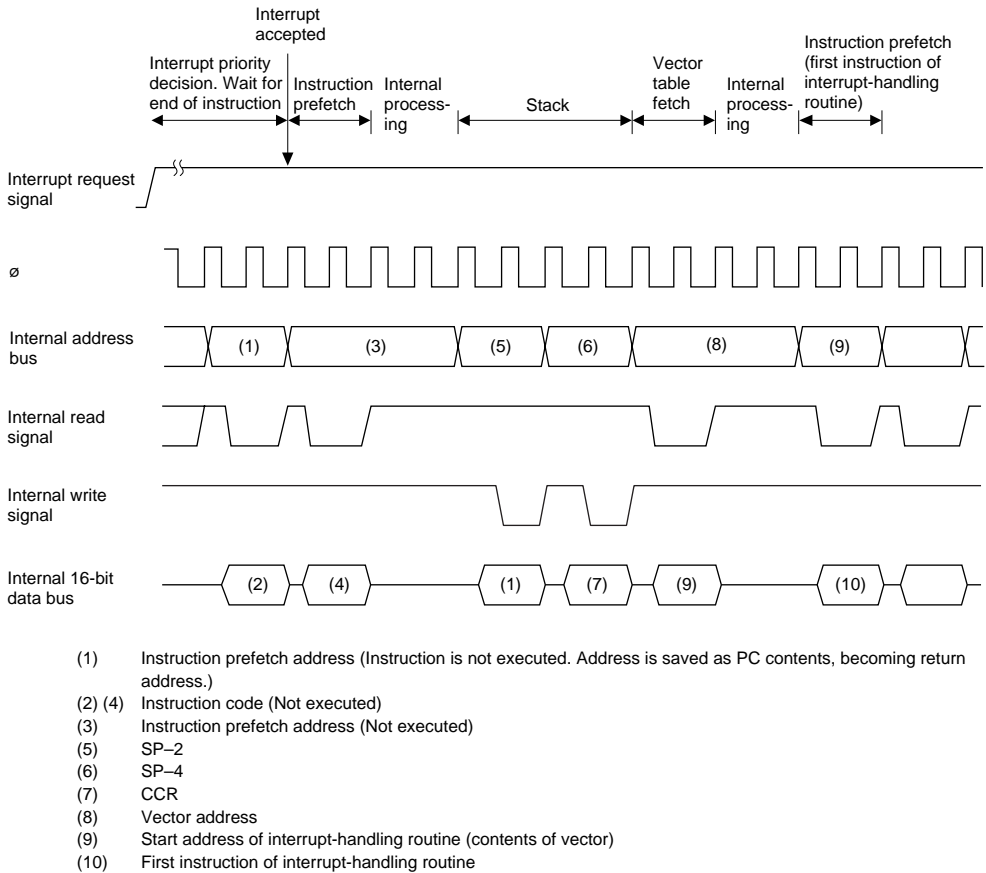 Interrupt
accepted
Interrupt priority
decision. Wait for
end of instruction
Instruction
prefetch
Internal
process-
ing
Stack
Vector
table
fetch
Internal
process-
ing
Instruction prefetch
(first instruction of
interrupt-handling
routine)
Interrupt request
signal
ø
Internal address
bus
(1)
(3)
(5)
(6)
(8)
(9)
Internal read
signal
Internal write
signal
Internal 16-bit
data bus
(2)
(4)
(1)
(7)
(9)
(10)
(1) Instruction prefetch address (Instruction is not executed. Address is saved as PC contents, becoming return
address.)
(2) (4) Instruction code (Not executed)
(3) Instruction prefetch address (Not executed)
(5) SP–2
(6) SP–4
(7) CCR
(8) Vector address
(9) Start address of interrupt-handling routine (contents of vector)
(10) First instruction of interrupt-handling routine